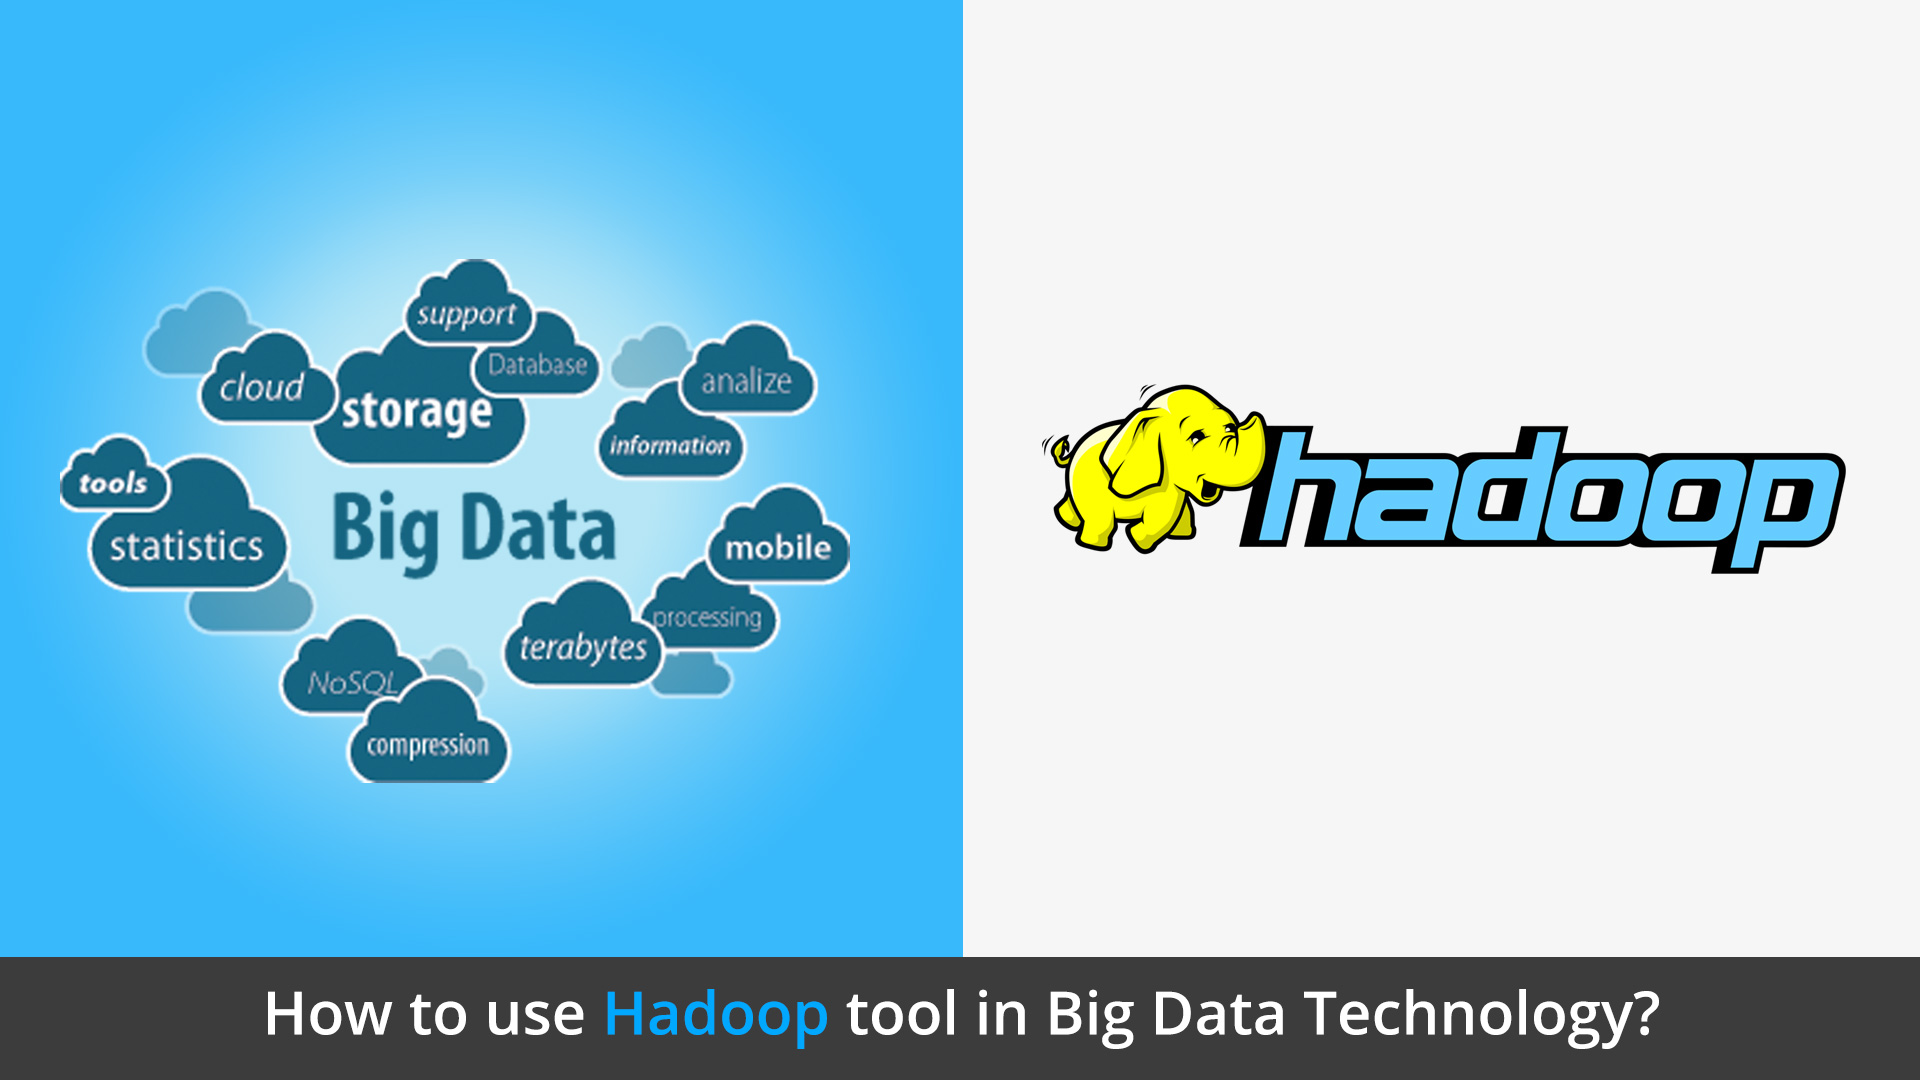 support
Database
cloud
storage
analize
information
tools
statistics
Big Data
mobile
processing
terabytes
NoSQL
compression
hadoop
How to use Hadoop tool in Big Data Technology?